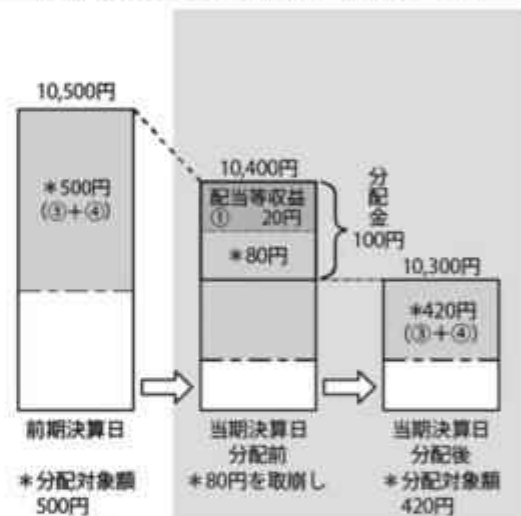 10,500円
*500円
(③+④)
前期決算日
*分配対象額
500円
10,400円
配当等収益
① 20円
*80円
分配金
100円
当期決算日
分配前
*80円を取崩し
10,300円
*420円
(③+④)
当期決算日
分配後
*分配対象額
420円